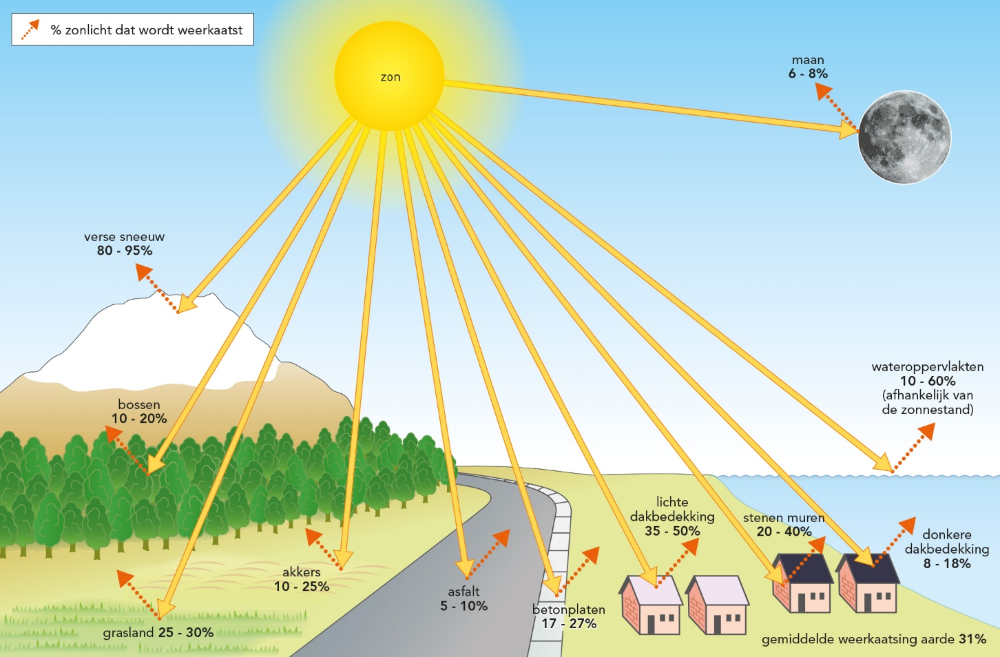 % zonlicht dat wordt weerkaatst
zon
maan
6 - 8%
verse sneeuw
80 - 95%
bossen
10 - 20%
wateroppervlakten
10 - 60%
(afhankelijk van
de zonnestand)
lichte
dakbedekking
35 - 50%
stenen muren
20 - 40%
donkere
dakbedekking
8 - 18%
akkers
10 - 25%
asfalt
5 - 10%
betonplaten
17 - 27%
grasland 25 - 30%
gemiddelde weerkaatsing aarde 31%